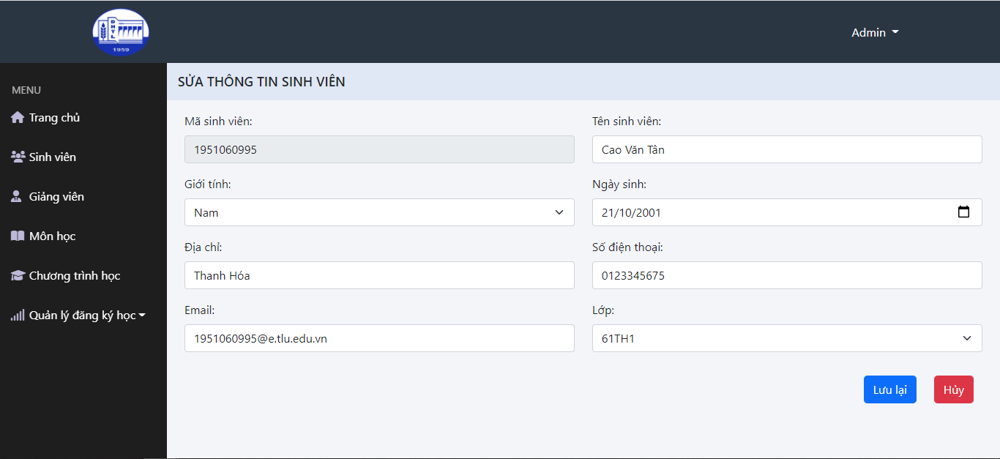 ĐHTL
1959
Admin
MENU
Trang chủ
Sinh viên
Giảng viên
Môn học
Chương trình học
Quản lý đăng ký học
SỬA THÔNG TIN SINH VIÊN
Mã sinh viên:
Tên sinh viên:
1951060995
Cao Văn Tân
Giới tính:
Ngày sinh:
Nam
21/10/2001
Địa chỉ:
Số điện thoại:
Thanh Hóa
0123345675
Email:
Lớp:
1951060995@e.tlu.edu.vn
61TH1
Lưu lại
Hủy